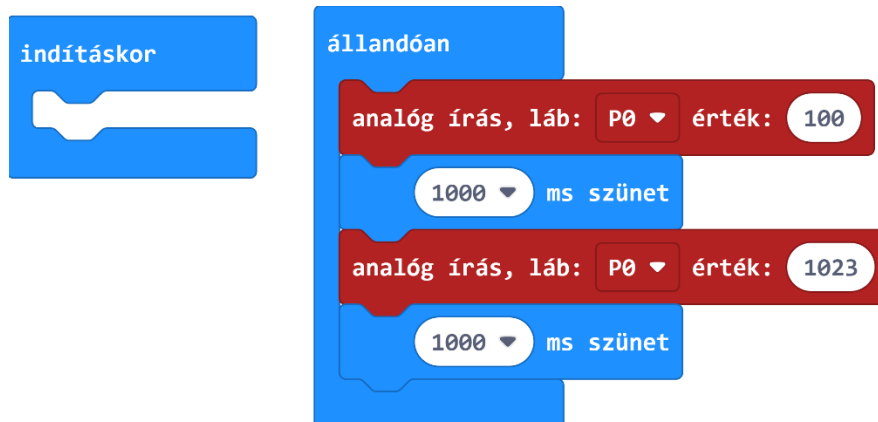 indításkor
állandóan
analóg írás, láb: P0 érték: 100
1000 ms szünet
analóg írás, láb: P0 érték: 1023
1000 ms szünet